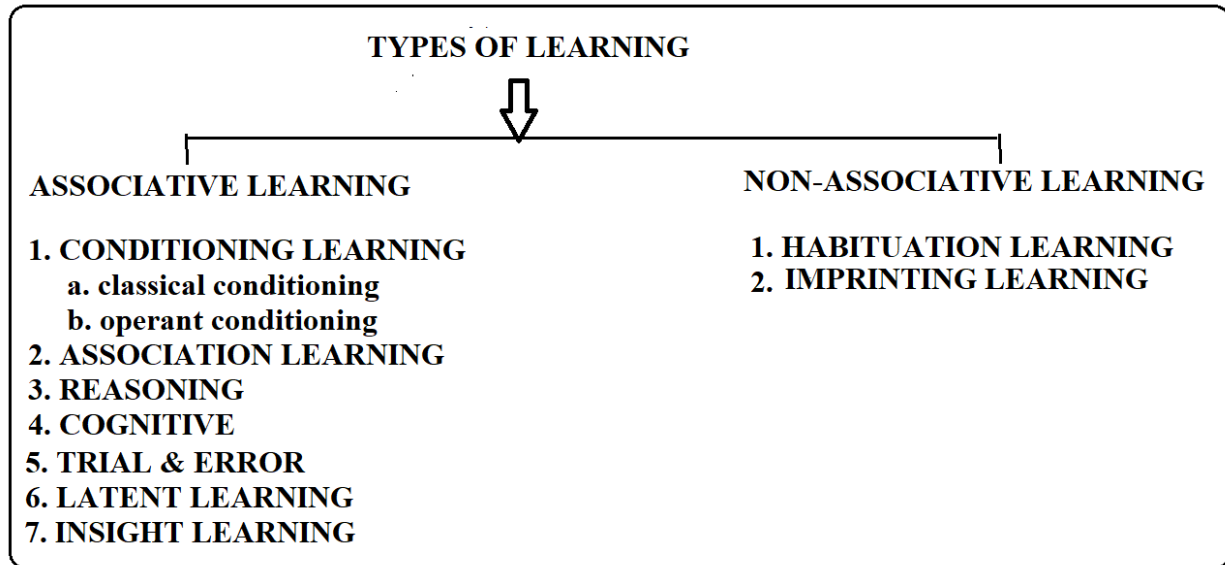 TYPES OF LEARNING
ASSOCIATIVE LEARNING
1. CONDITIONING LEARNING
a. classical conditioning
b. operant conditioning
2. ASSOCIATION LEARNING
3. REASONING
4. COGNITIVE
5. TRIAL & ERROR
6. LATENT LEARNING
7. INSIGHT LEARNING
NON-ASSOCIATIVE LEARNING
1. HABITUATION LEARNING
2. IMPRINTING LEARNING